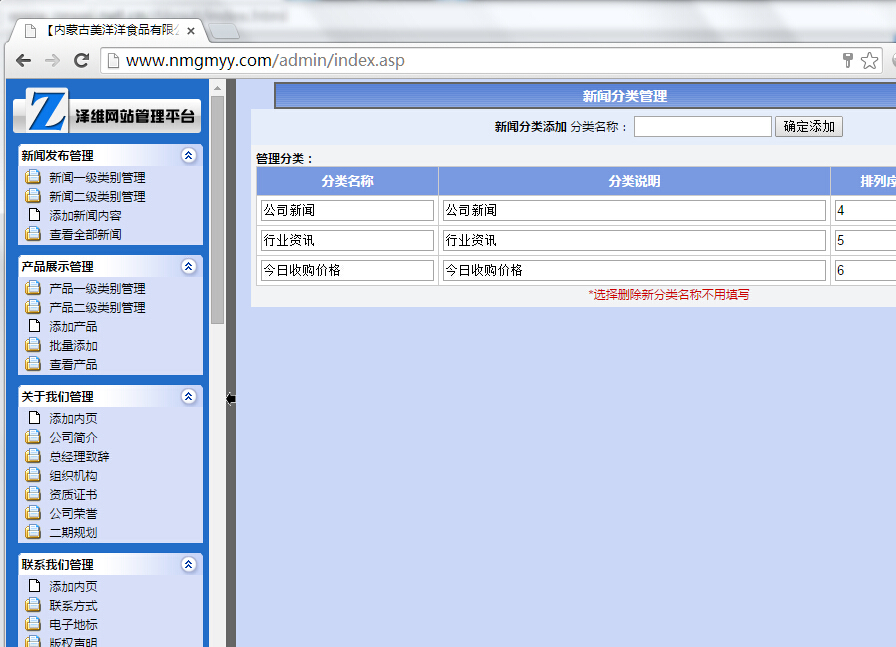 【内蒙古美洋洋食品有限
www.nmgmyy.com/admin/index.asp
Z 泽维网站管理平台
新闻发布管理
新闻一级类别管理
新闻二级类别管理
添加新闻内容
查看全部新闻
产品展示管理
产品一级类别管理
产品二级类别管理
添加产品
批量添加
查看产品
关于我们管理
添加内页
公司简介
总经理致辞
组织机构
资质证书
公司荣誉
二期规划
联系我们管理
添加内页
联系方式
电子地标
版权声明
新闻分类管理
新闻分类添加 分类名称： 确定添加
管理分类：
分类名称 分类说明 排列序
公司新闻 公司新闻 4
行业资讯 行业资讯 5
今日收购价格 今日收购价格 6
*选择删除新分类名称不用填写